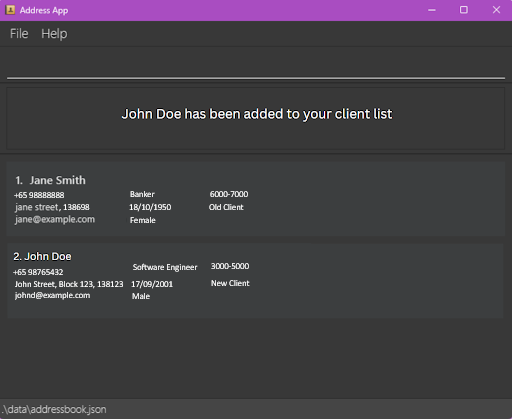 Address App
File Help
John Doe has been added to your client list
1. Jane Smith
+65 98888888 Banker 6000-7000
jane street, 138698 18/10/1950 Old Client
jane@example.com Female
2. John Doe
+65 98765432 Software Engineer 3000-5000
John Street, Block 123, 138123 17/09/2001 New Client
johnd@example.com Male
.\data\addressbook.json